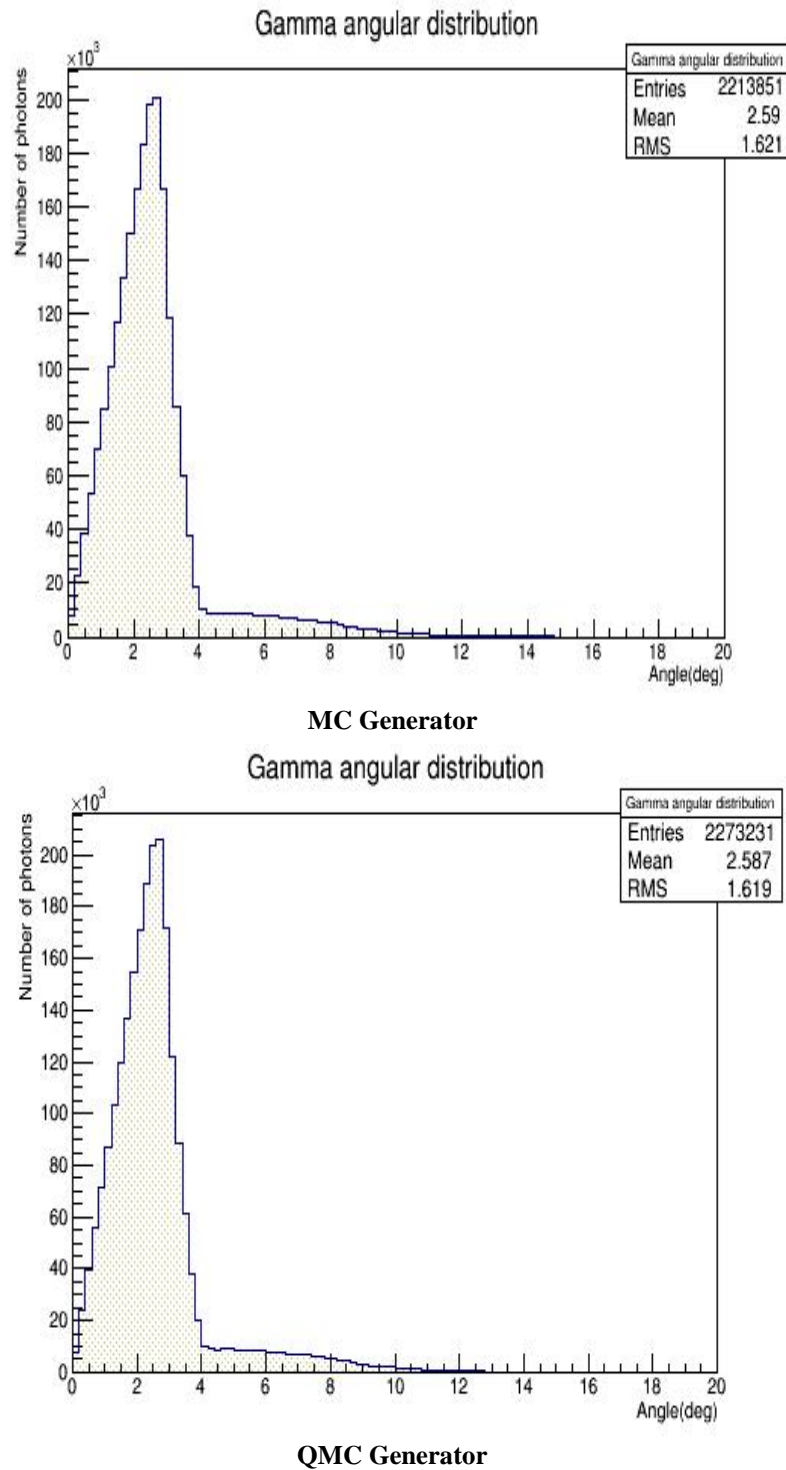 Gamma angular distribution
×10³
Number of photons
Gamma angular distribution
Entries 2213851
Mean 2.59
RMS 1.621
200
180
160
140
120
100
80
60
40
20
0
0 2 4 6 8 10 12 14 16 18 20
Angle(deg)
MC Generator
Gamma angular distribution
×10³
Number of photons
Gamma angular distribution
Entries 2273231
Mean 2.587
RMS 1.619
200
180
160
140
120
100
80
60
40
20
0
0 2 4 6 8 10 12 14 16 18 20
Angle(deg)
QMC Generator